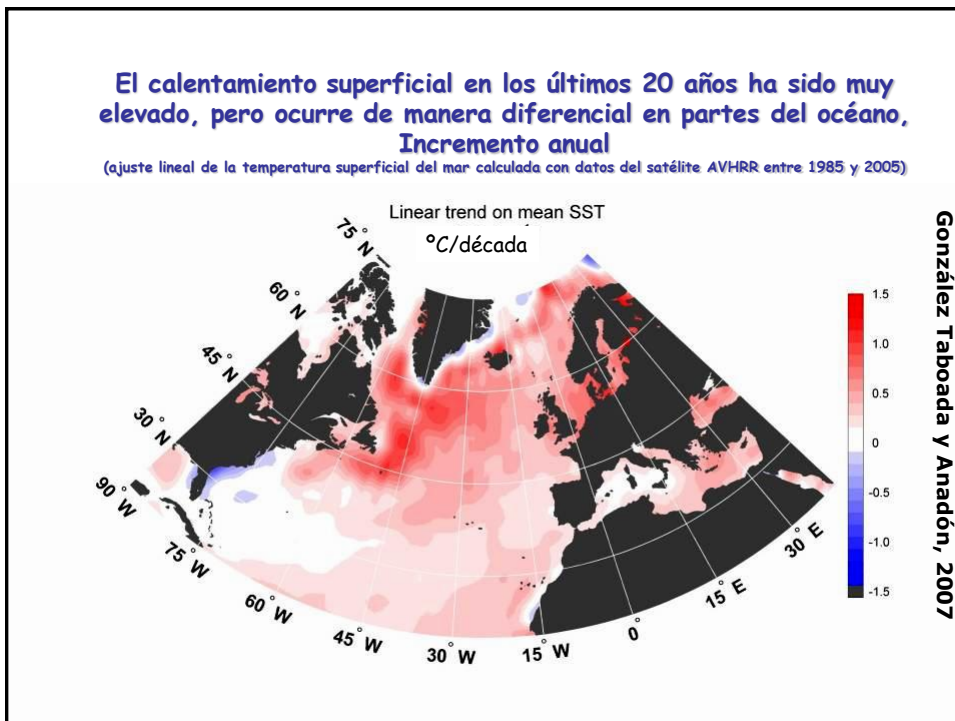 El calentamiento superficial en los últimos 20 años ha sido muy
elevado, pero ocurre de manera diferencial en partes del océano,
Incremento anual
(ajuste lineal de la temperatura superficial del mar calculada con datos del satélite AVHRR entre 1985 y 2005)
Linear trend on mean SST
ºC/década
75° N
60° N
45° N
30° N
90° W
75° W
60° W
45° W
30° W
15° W
0°
15° E
30° E
1.5
1.0
0.5
0
-0.5
-1.0
-1.5
González Taboada y Anadón, 2007